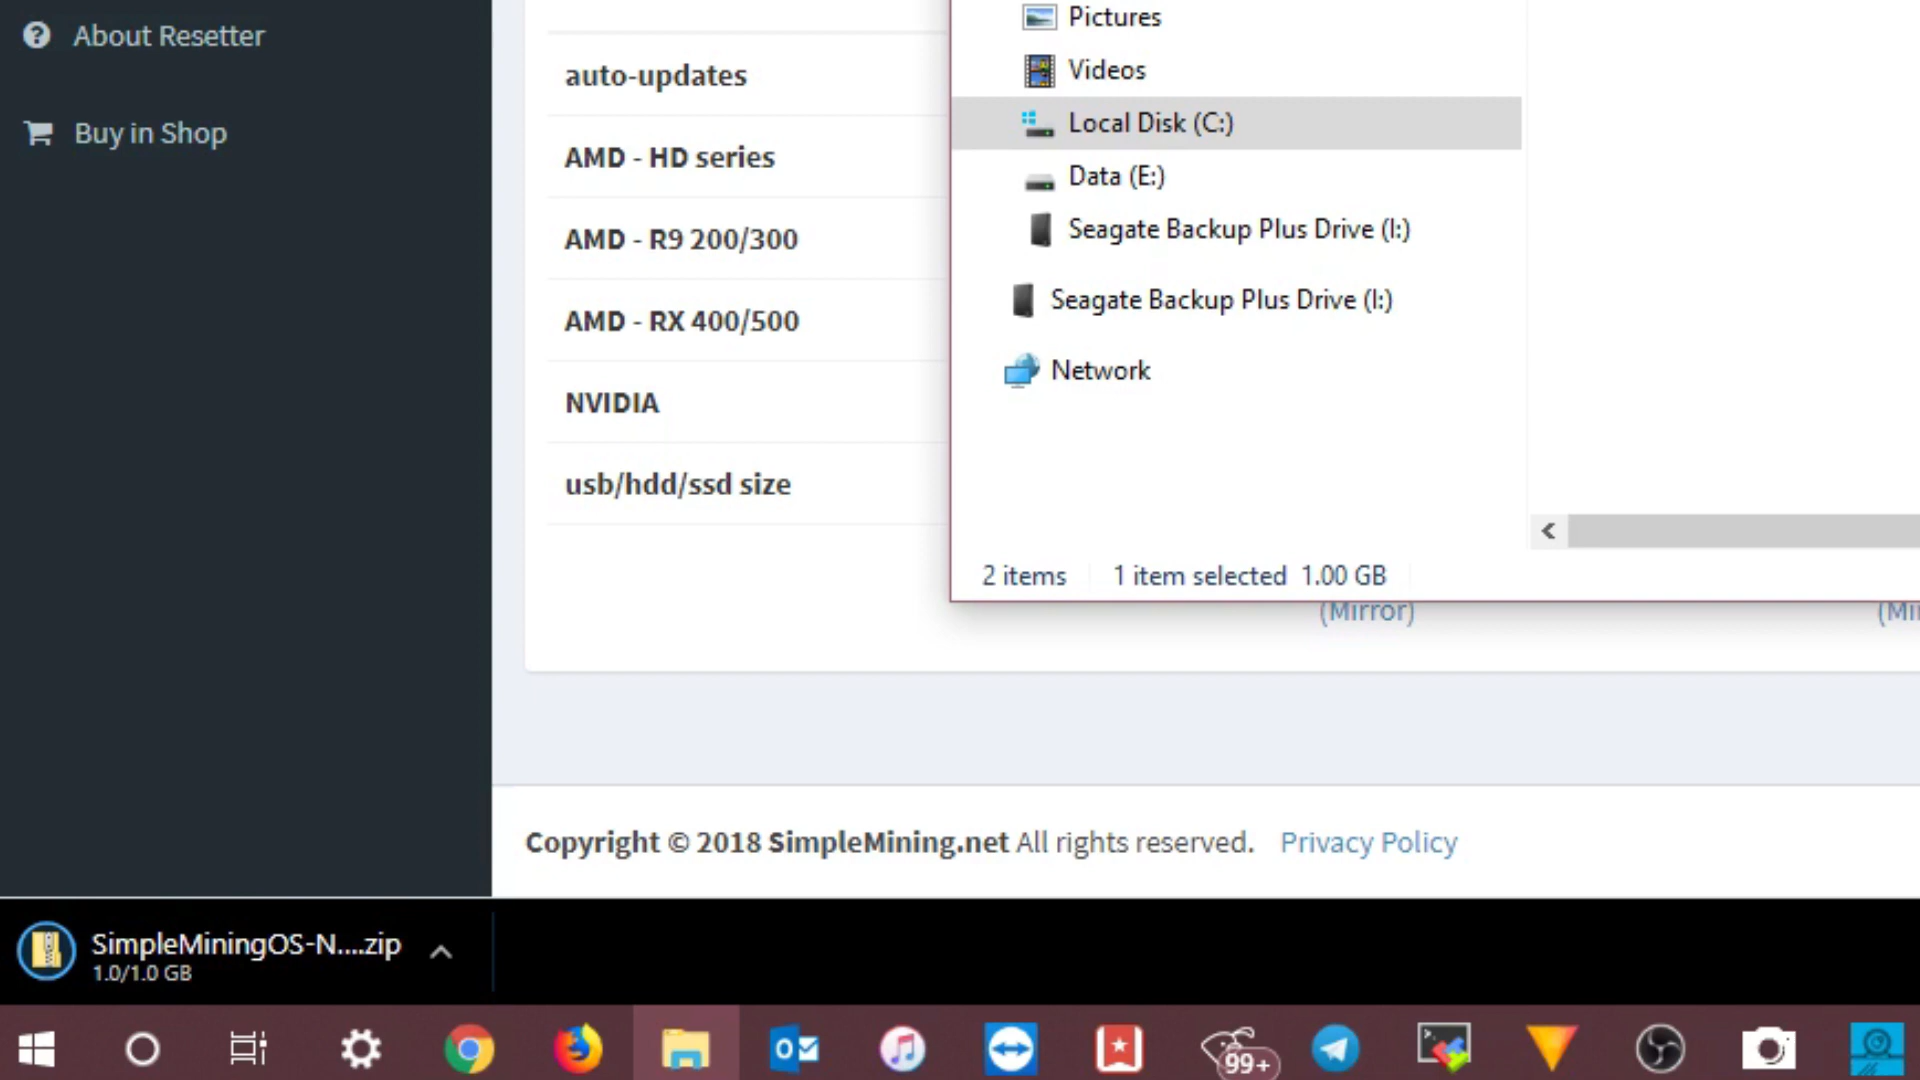 About Resetter
Buy in Shop
auto-updates
AMD - HD series
AMD - R9 200/300
AMD - RX 400/500
NVIDIA
usb/hdd/ssd size
Pictures
Videos
Local Disk (C:)
Data (E:)
Seagate Backup Plus Drive (I:)
Seagate Backup Plus Drive (I:)
Network
2 items 1 item selected 1.00 GB
(Mirror)
Copyright © 2018 SimpleMining.net All rights reserved. Privacy Policy
SimpleMiningOS-N....zip
1.0/1.0 GB
99+